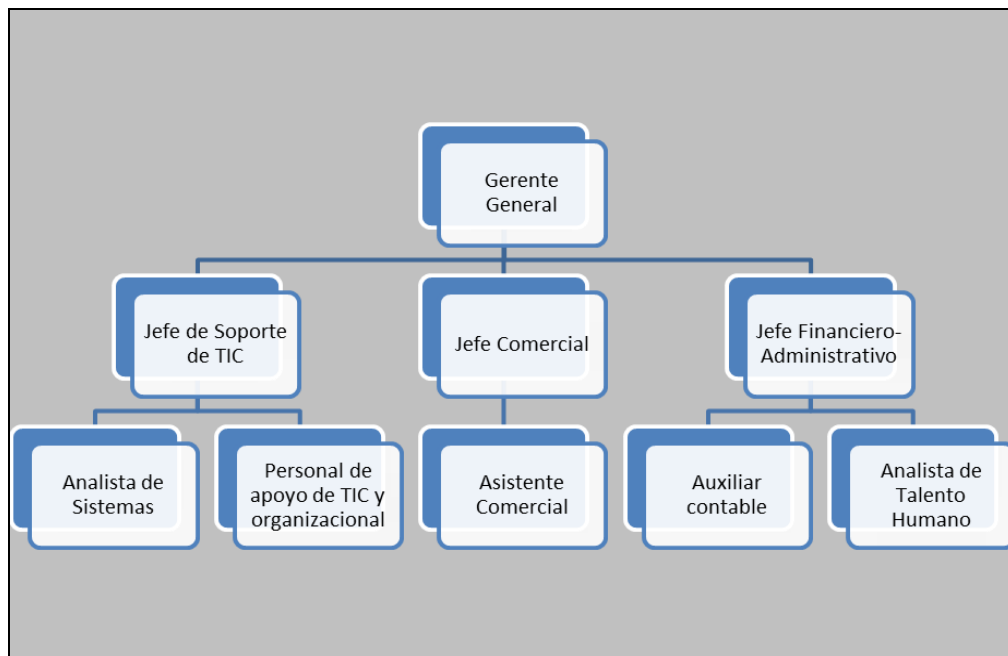 Gerente
General
Jefe de Soporte
de TIC
Jefe Comercial
Jefe Financiero-
Administrativo
Analista de
Sistemas
Personal de
apoyo de TIC y
organizacional
Asistente
Comercial
Auxiliar
contable
Analista de
Talento
Humano